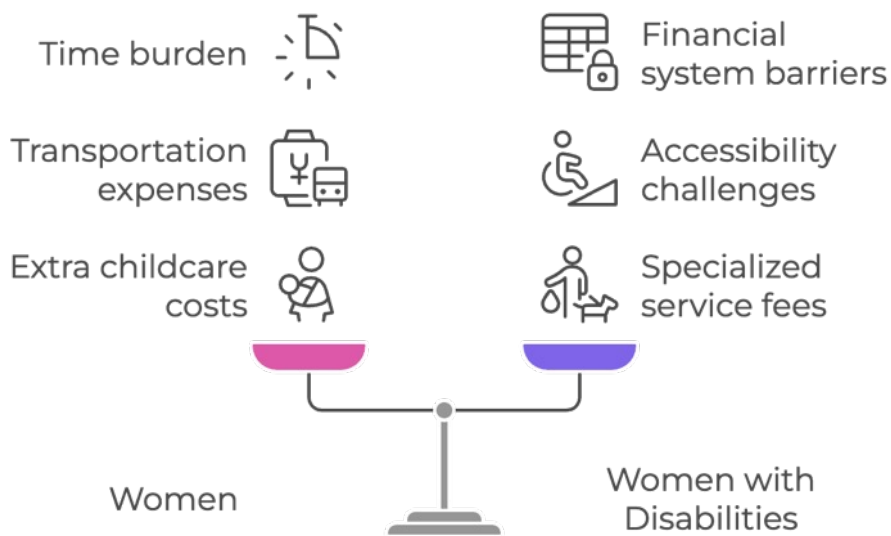 Time burden
Financial
system barriers
Transportation
expenses
Accessibility
challenges
Extra childcare
costs
Specialized
service fees
Women
Women with
Disabilities